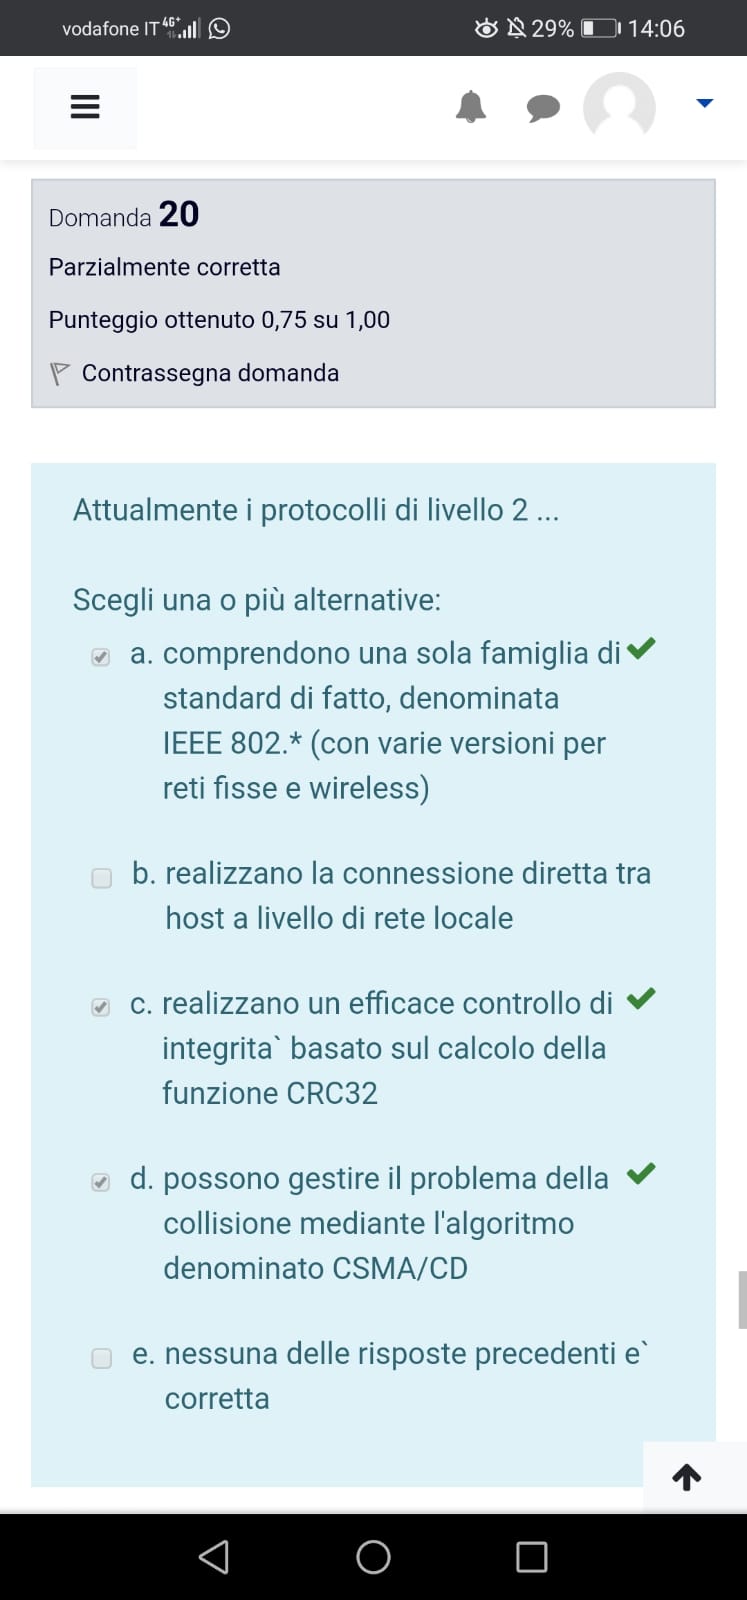 vodafone IT 4G+ 29% 14:06
Domanda 20
Parzialmente corretta
Punteggio ottenuto 0,75 su 1,00
Contrassegna domanda
Attualmente i protocolli di livello 2 ...
Scegli una o più alternative:
a. comprendono una sola famiglia di
standard di fatto, denominata
IEEE 802.* (con varie versioni per
reti fisse e wireless)
b. realizzano la connessione diretta tra
host a livello di rete locale
c. realizzano un efficace controllo di
integrita` basato sul calcolo della
funzione CRC32
d. possono gestire il problema della
collisione mediante l'algoritmo
denominato CSMA/CD
e. nessuna delle risposte precedenti e`
corretta